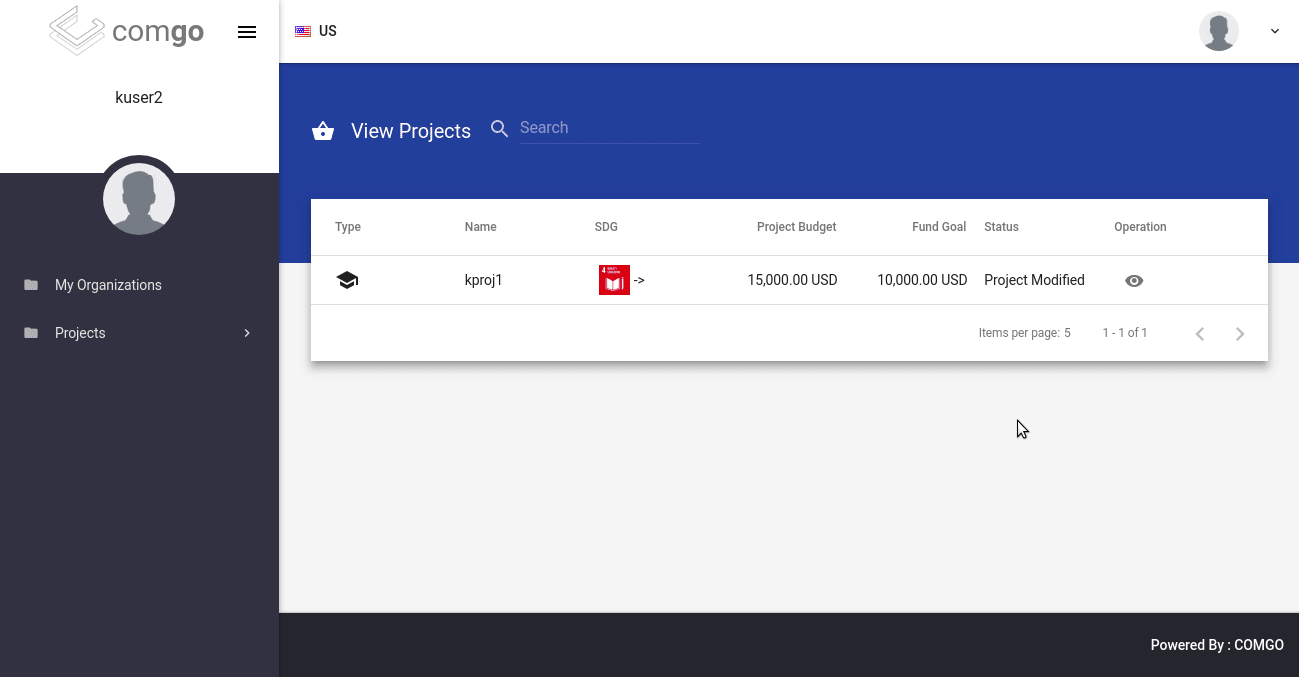 comgo
US
kuser2
View Projects
Search
Type Name SDG Project Budget Fund Goal Status Operation
kproj1 4 -> 15,000.00 USD 10,000.00 USD Project Modified
My Organizations
Projects
Items per page: 5 1 - 1 of 1
Powered By : COMGO